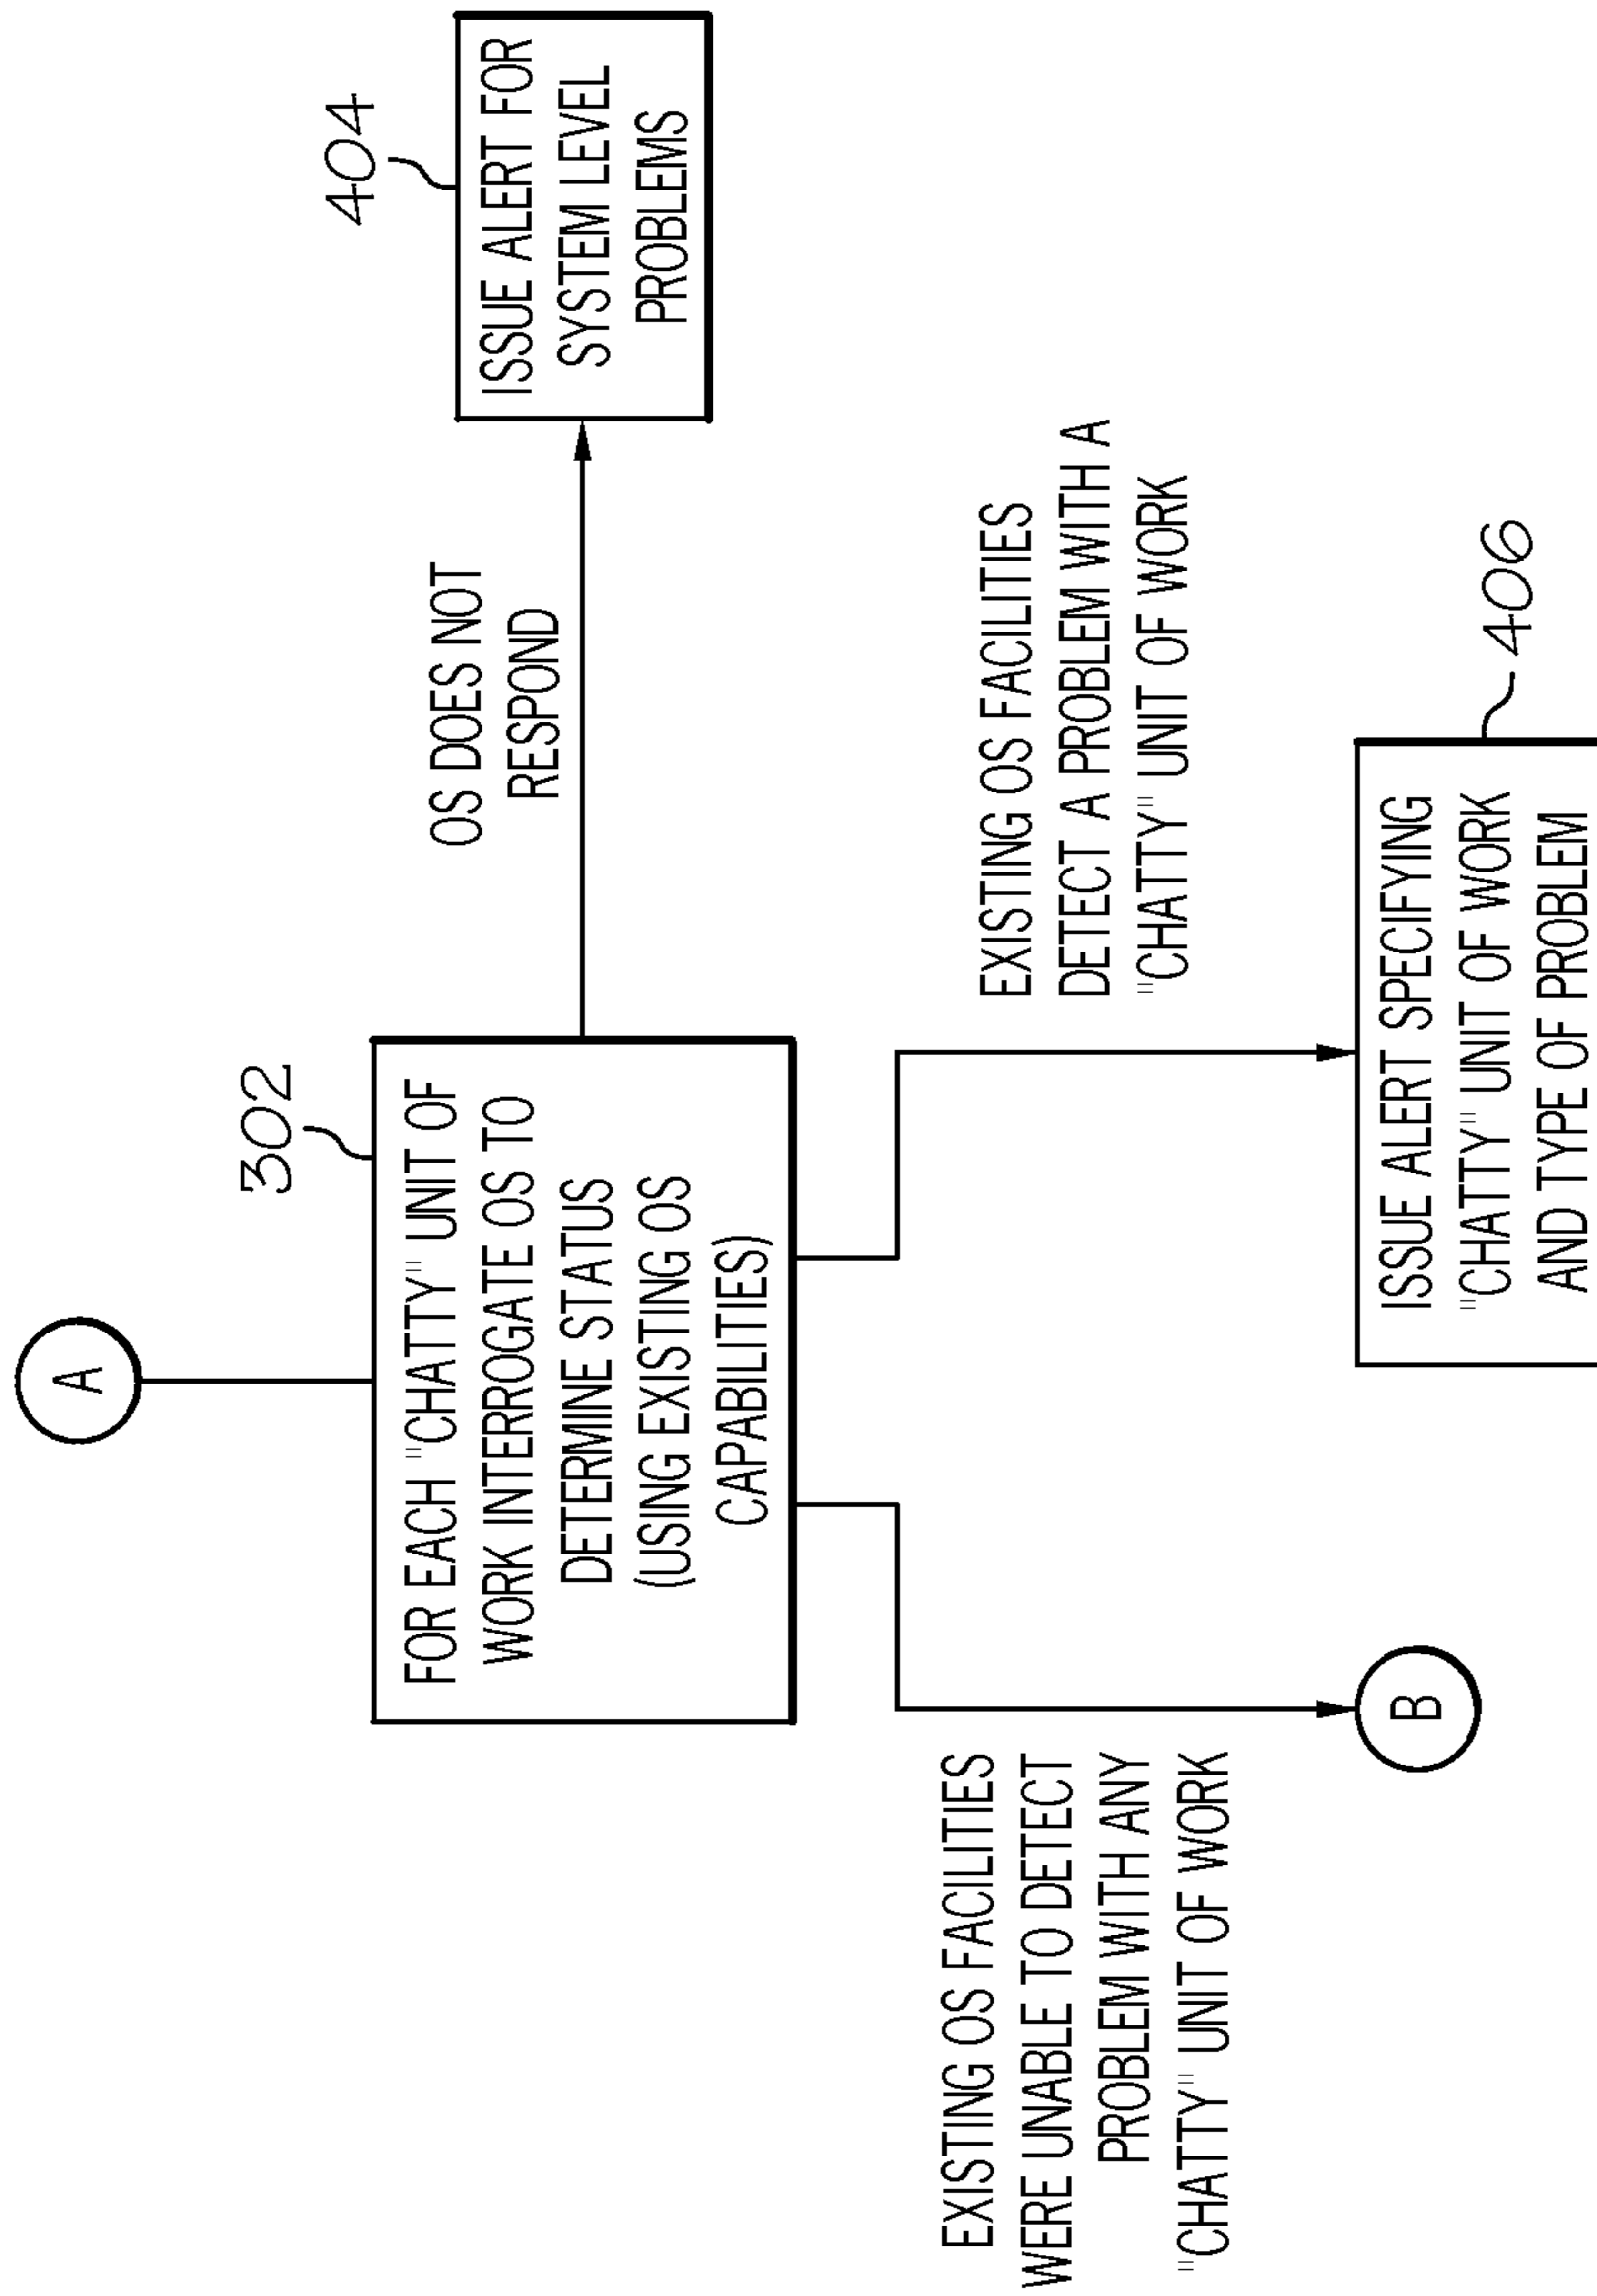 A
302
FOR EACH "CHATTY" UNIT OF
WORK INTERROGATE OS TO
DETERMINE STATUS
(USING EXISTING OS
CAPABILITIES)
OS DOES NOT
RESPOND
404
ISSUE ALERT FOR
SYSTEM LEVEL
PROBLEMS
EXISTING OS FACILITIES
WERE UNABLE TO DETECT
PROBLEM WITH ANY
"CHATTY" UNIT OF WORK
B
EXISTING OS FACILITIES
DETECT A PROBLEM WITH A
"CHATTY" UNIT OF WORK
406
ISSUE ALERT SPECIFYING
"CHATTY" UNIT OF WORK
AND TYPE OF PROBLEM